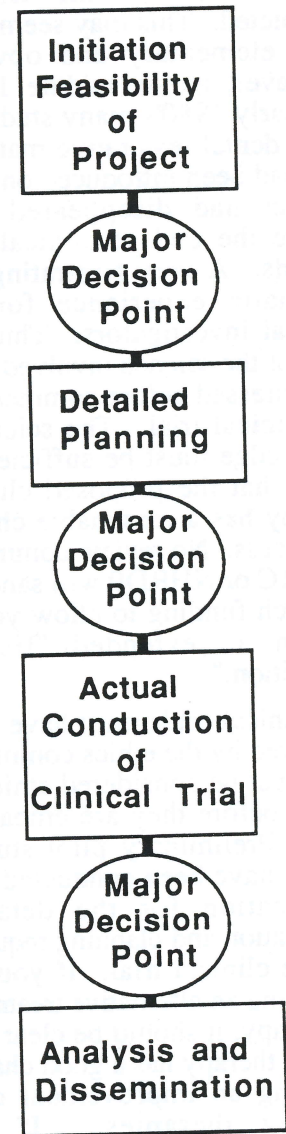 Initiation
Feasibility
of
Project
Major
Decision
Point
Detailed
Planning
Major
Decision
Point
Actual
Conduction
of
Clinical Trial
Major
Decision
Point
Analysis and
Dissemination